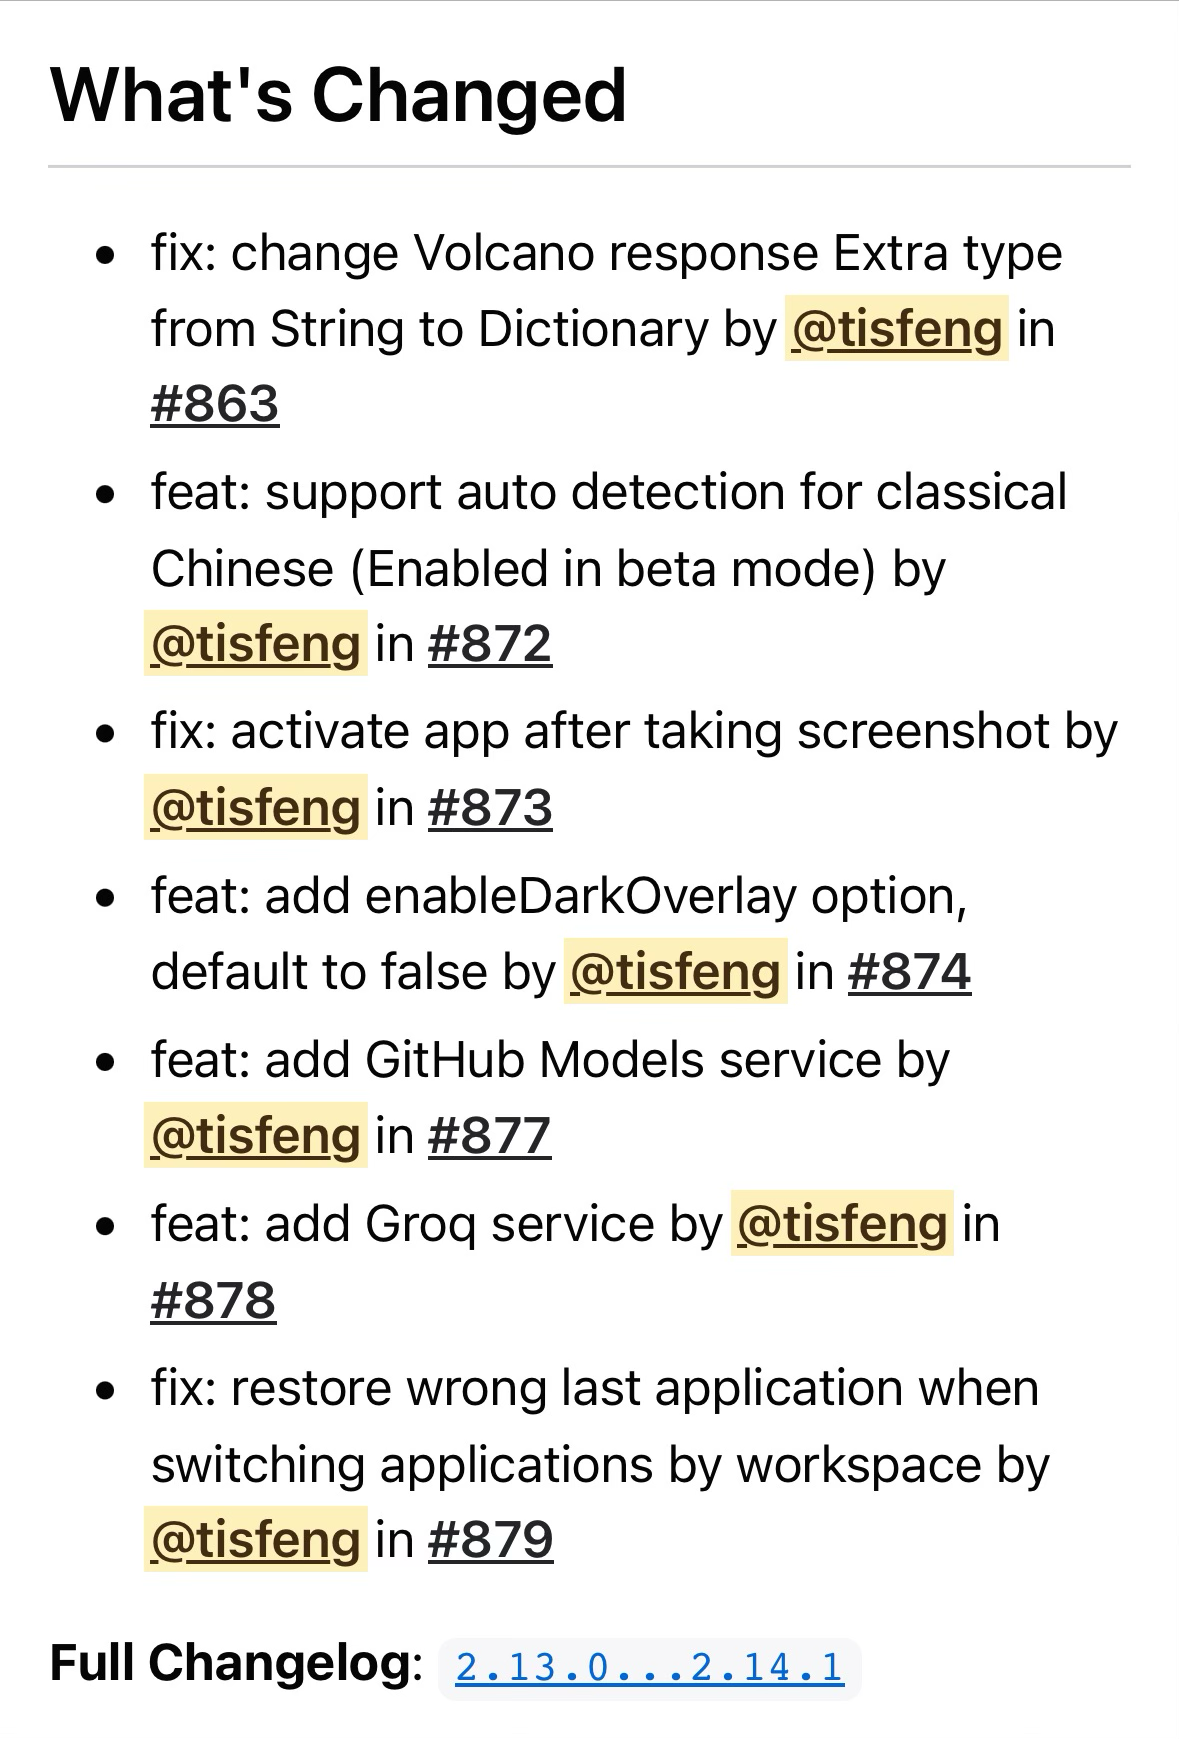 What's Changed
• fix: change Volcano response Extra type
from String to Dictionary by @tisfeng in
#863
• feat: support auto detection for classical
Chinese (Enabled in beta mode) by
@tisfeng in #872
• fix: activate app after taking screenshot by
@tisfeng in #873
• feat: add enableDarkOverlay option,
default to false by @tisfeng in #874
• feat: add GitHub Models service by
@tisfeng in #877
• feat: add Groq service by @tisfeng in
#878
• fix: restore wrong last application when
switching applications by workspace by
@tisfeng in #879
Full Changelog: 2.13.0...2.14.1